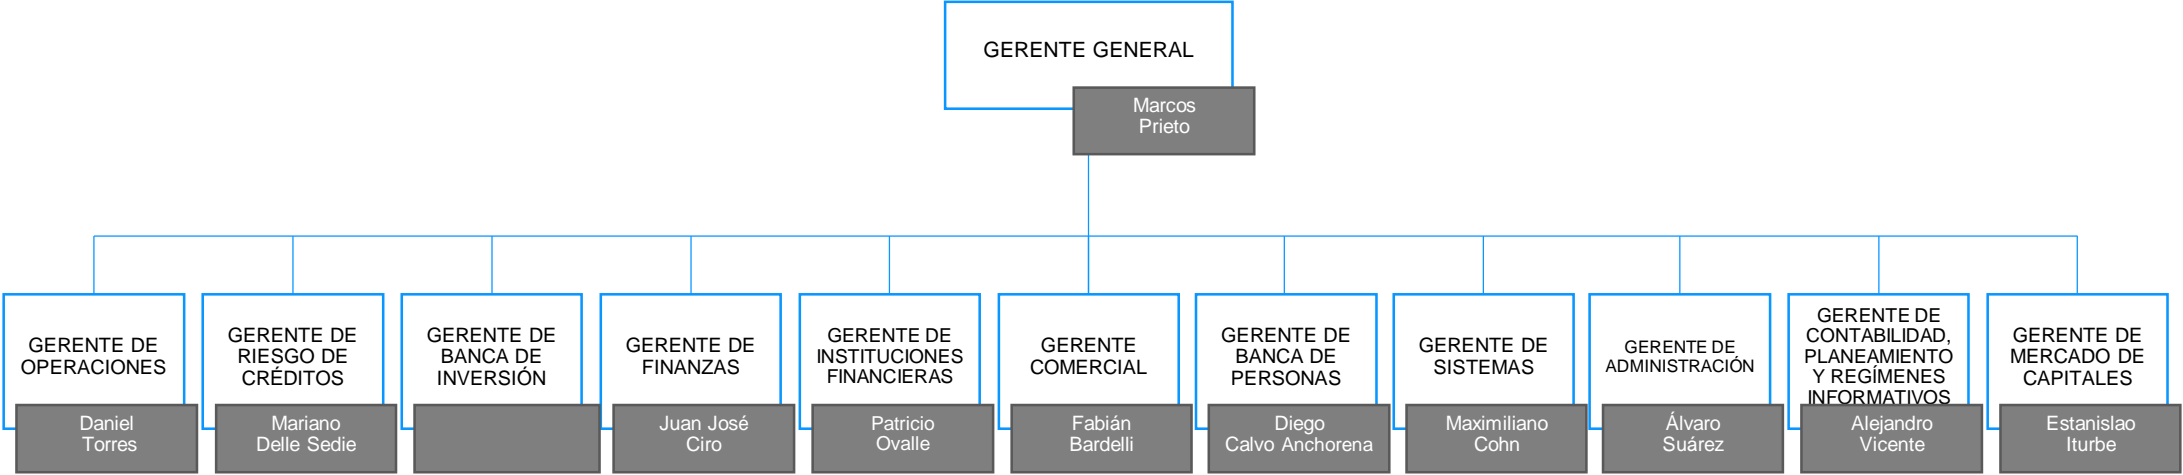 GERENTE GENERAL
Marcos
Prieto
GERENTE DE
OPERACIONES
Daniel
Torres
GERENTE DE
RIESGO DE
CRÉDITOS
Mariano
Delle Sedie
GERENTE DE
BANCA DE
INVERSIÓN
GERENTE DE
FINANZAS
Juan José
Ciro
GERENTE DE
INSTITUCIONES
FINANCIERAS
Patricio
Ovalle
GERENTE
COMERCIAL
Fabián
Bardelli
GERENTE DE
BANCA DE
PERSONAS
Diego
Calvo Anchorena
GERENTE DE
SISTEMAS
Maximiliano
Cohn
GERENTE DE
ADMINISTRACIÓN
Álvaro
Suárez
GERENTE DE
CONTABILIDAD,
PLANEAMIENTO
Y REGÍMENES
INFORMATIVOS
Alejandro
Vicente
GERENTE DE
MERCADO DE
CAPITALES
Estanislao
Iturbe